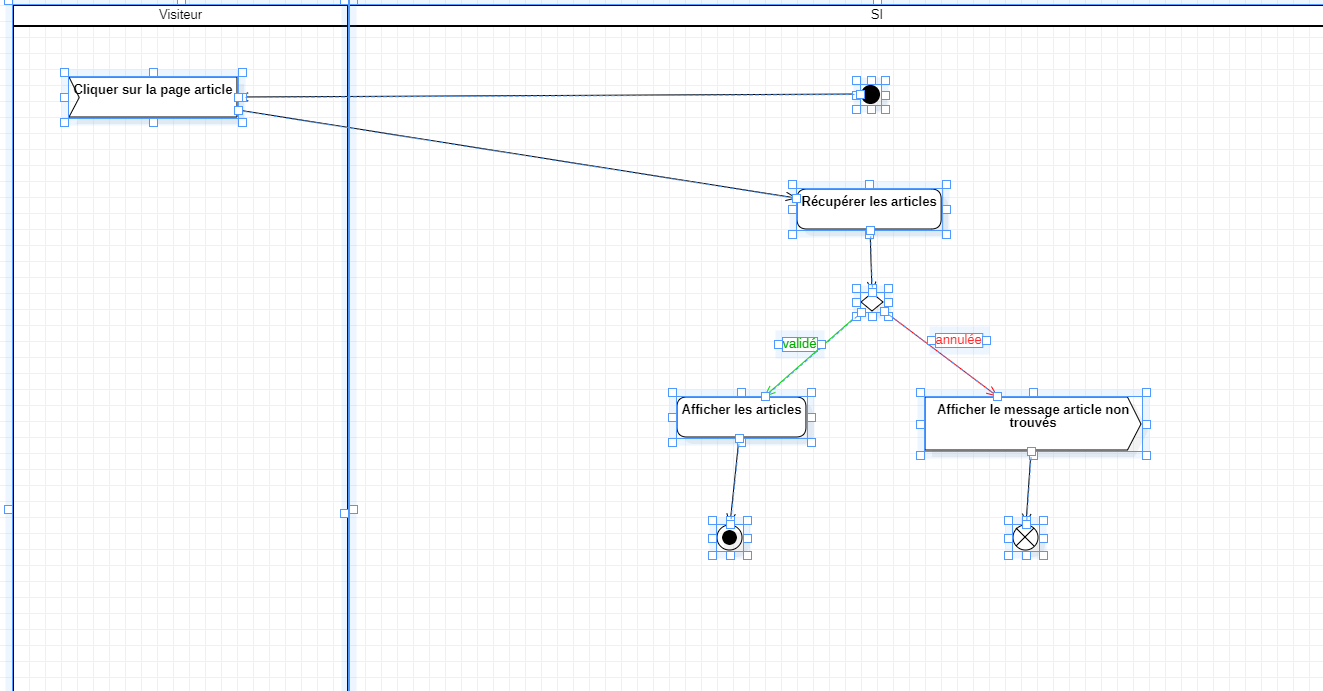 Visiteur
SI
Cliquer sur la page article
Récupérer les articles
validé
annulée
Afficher les articles
Afficher le message article non
trouvés